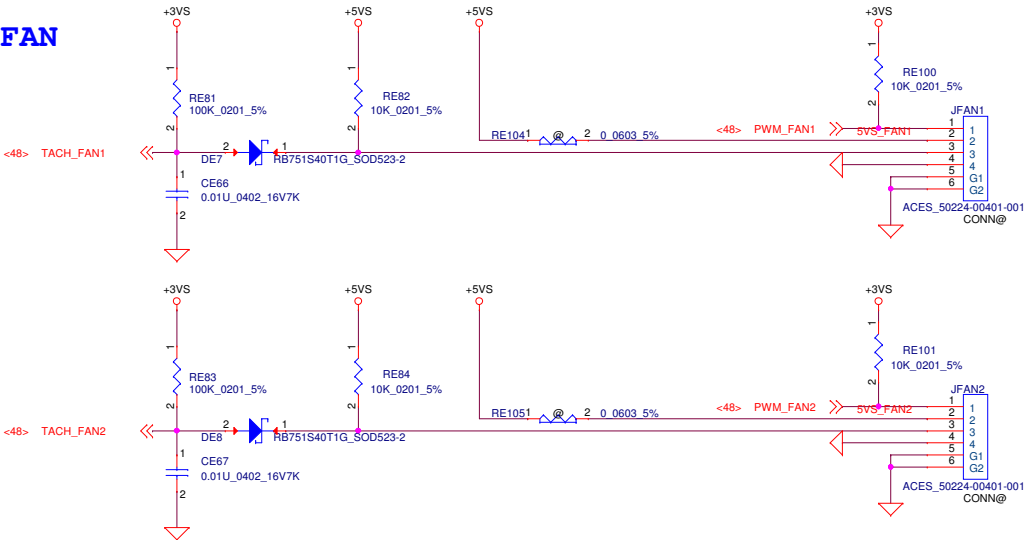 FAN
+3VS
+5VS
+5VS
+3VS
1
1
1
RE81
100K_0201_5%
RE82
10K_0201_5%
RE100
10K_0201_5%
2
2
2
JFAN1
RE104
1
@
2
0_0603_5%
<48> PWM_FAN1
5VS_FAN1
1
2
3
4
5
6
1
2
3
4
G1
G2
<48> TACH_FAN1
2
DE7
1
RB751S40T1G_SOD523-2
1
CE66
0.01U_0402_16V7K
2
ACES_50224-00401-001
CONN@
+3VS
+5VS
+5VS
+3VS
1
1
1
RE83
100K_0201_5%
RE84
10K_0201_5%
RE101
10K_0201_5%
2
2
2
JFAN2
RE105
1
@
2
0_0603_5%
<48> PWM_FAN2
5VS_FAN2
1
2
3
4
5
6
1
2
3
4
G1
G2
<48> TACH_FAN2
2
DE8
1
RB751S40T1G_SOD523-2
1
CE67
0.01U_0402_16V7K
2
ACES_50224-00401-001
CONN@